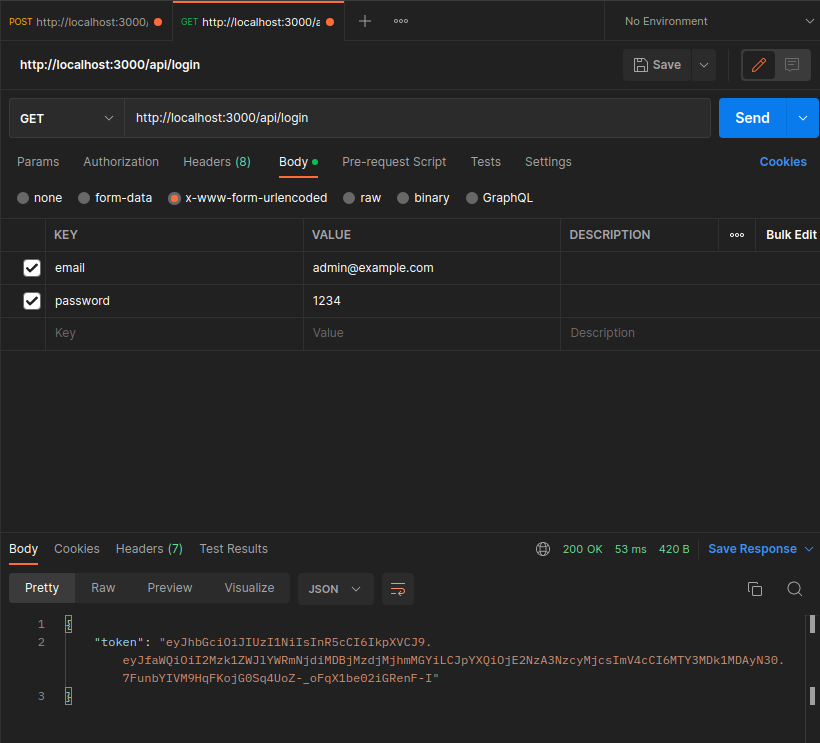 POST http://localhost:3000/ GET http://localhost:3000/a No Environment
http://localhost:3000/api/login Save
GET http://localhost:3000/api/login Send
Params Authorization Headers (8) Body Pre-request Script Tests Settings Cookies
none form-data x-www-form-urlencoded raw binary GraphQL
KEY VALUE DESCRIPTION Bulk Edit
email admin@example.com
password 1234
Key Value Description
Body Cookies Headers (7) Test Results 200 OK 53 ms 420 B Save Response
Pretty Raw Preview Visualize JSON
1 {
2 "token": "eyJhbGciOiJIUzI1NiIsInR5cCI6IkpXVCJ9.
eyJfaWQiOiI2Mzk1ZWJlYWRmNjdiMDBjMzdjMjhmMGYiLCJpYXQiOjE2NzA3NzcyMjcsImV4cCI6MTY3MDk1MDAyN30.
7FunbYIVM9HqFKojG0Sq4UoZ-_oFqX1be02iGRenF-I"
3 }